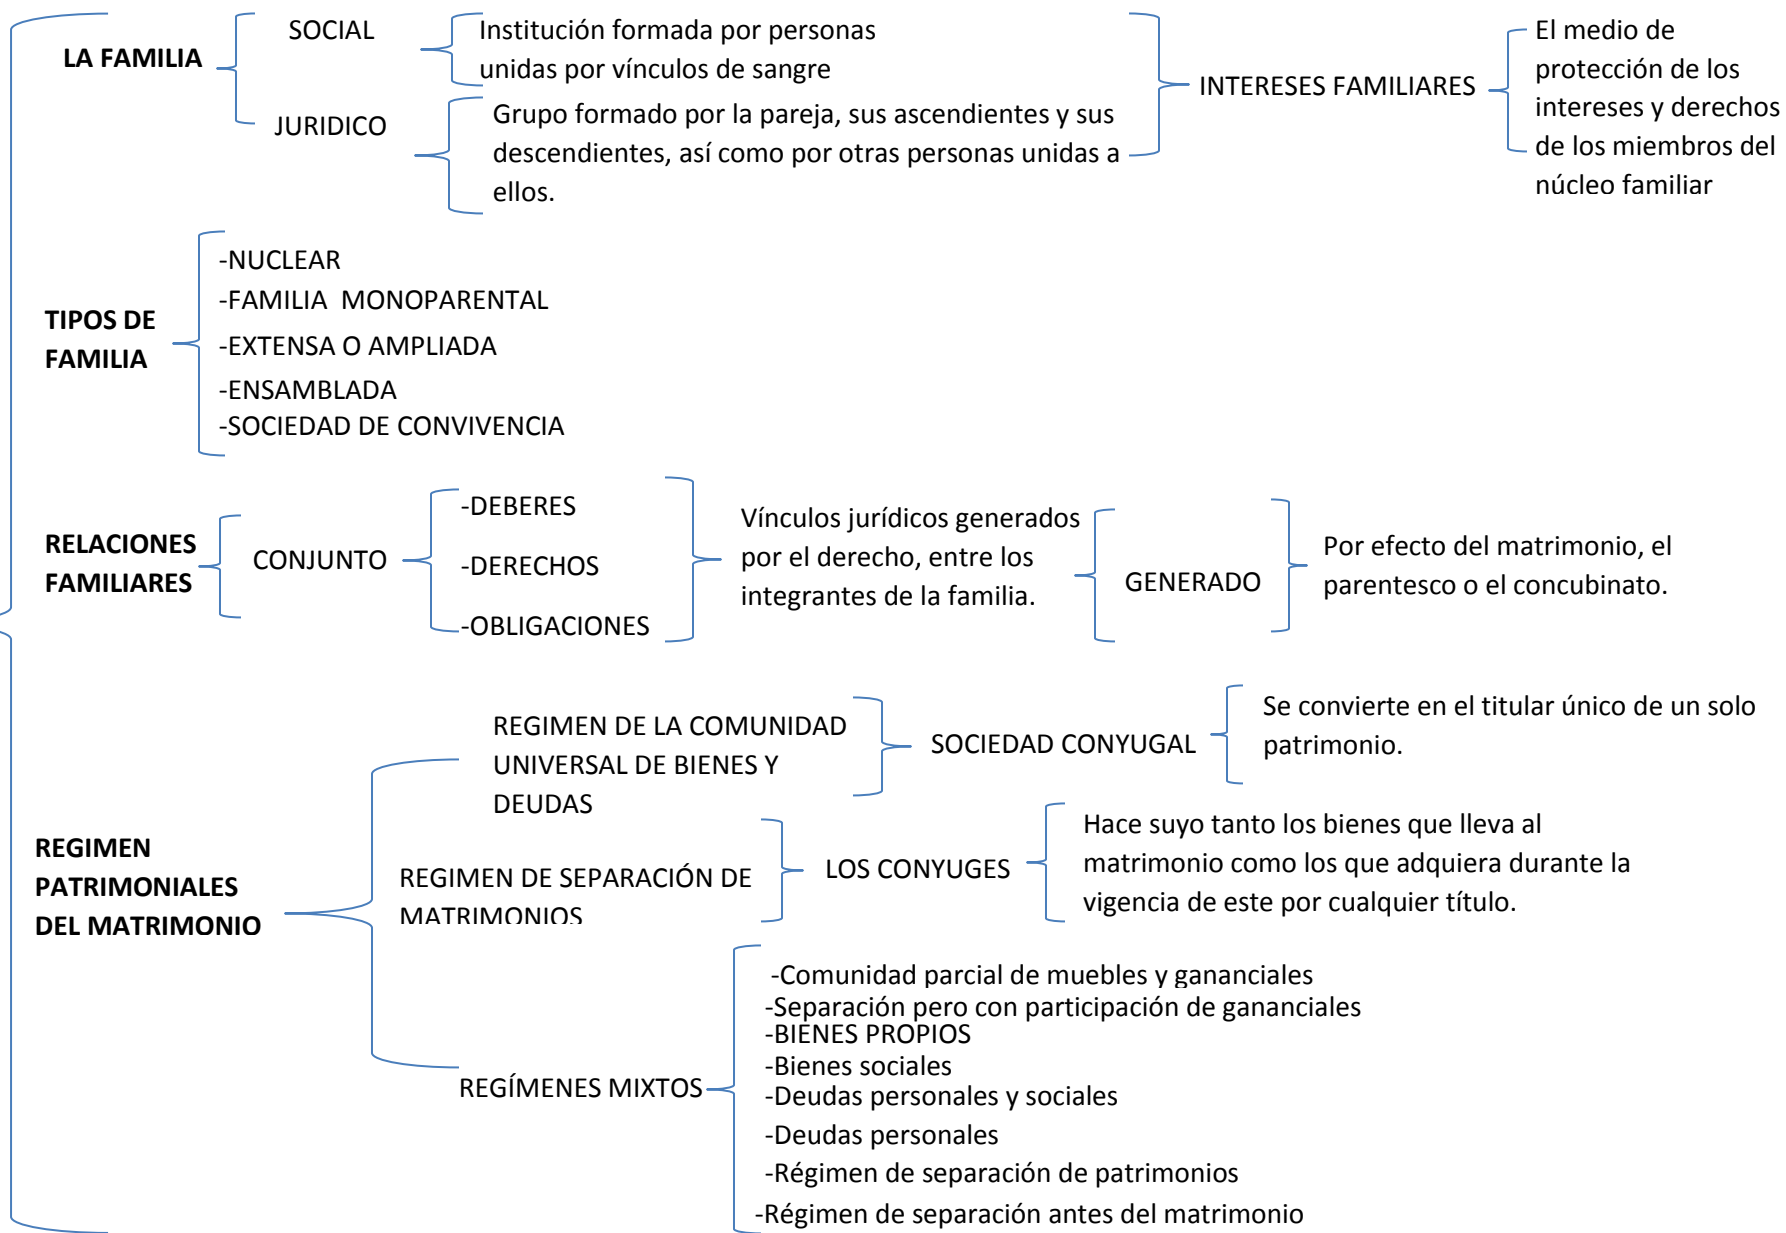 LA FAMILIA
SOCIAL
Institución formada por personas
unidas por vínculos de sangre
JURIDICO
Grupo formado por la pareja, sus ascendientes y sus
descendientes, así como por otras personas unidas a
ellos.
INTERESES FAMILIARES
El medio de
protección de los
intereses y derechos
de los miembros del
núcleo familiar
TIPOS DE
FAMILIA
-NUCLEAR
-FAMILIA MONOPARENTAL
-EXTENSA O AMPLIADA
-ENSAMBLADA
-SOCIEDAD DE CONVIVENCIA
RELACIONES
FAMILIARES
CONJUNTO
-DEBERES
-DERECHOS
-OBLIGACIONES
Vínculos jurídicos generados
por el derecho, entre los
integrantes de la familia.
GENERADO
Por efecto del matrimonio, el
parentesco o el concubinato.
REGIMEN
PATRIMONIALES
DEL MATRIMONIO
REGIMEN DE LA COMUNIDAD
UNIVERSAL DE BIENES Y
DEUDAS
SOCIEDAD CONYUGAL
Se convierte en el titular único de un solo
patrimonio.
REGIMEN DE SEPARACIÓN DE
MATRIMONIOS
LOS CONYUGES
Hace suyo tanto los bienes que lleva al
matrimonio como los que adquiera durante la
vigencia de este por cualquier título.
REGÍMENES MIXTOS
-Comunidad parcial de muebles y gananciales
-Separación pero con participación de gananciales
-BIENES PROPIOS
-Bienes sociales
-Deudas personales y sociales
-Deudas personales
-Régimen de separación de patrimonios
-Régimen de separación antes del matrimonio